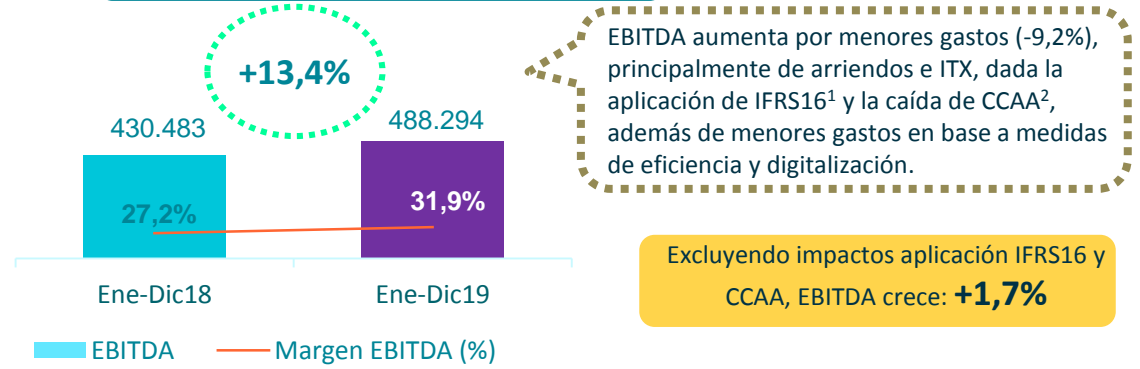 +13,4%
430.483
488.294
27,2%
31,9%
Ene-Dic18
Ene-Dic19
EBITDA
Margen EBITDA (%)
EBITDA aumenta por menores gastos (-9,2%),
principalmente de arriendos e ITX, dada la
aplicación de IFRS16¹ y la caída de CCAA²,
además de menores gastos en base a medidas
de eficiencia y digitalización.
Excluyendo impactos aplicación IFRS16 y
CCAA, EBITDA crece: +1,7%